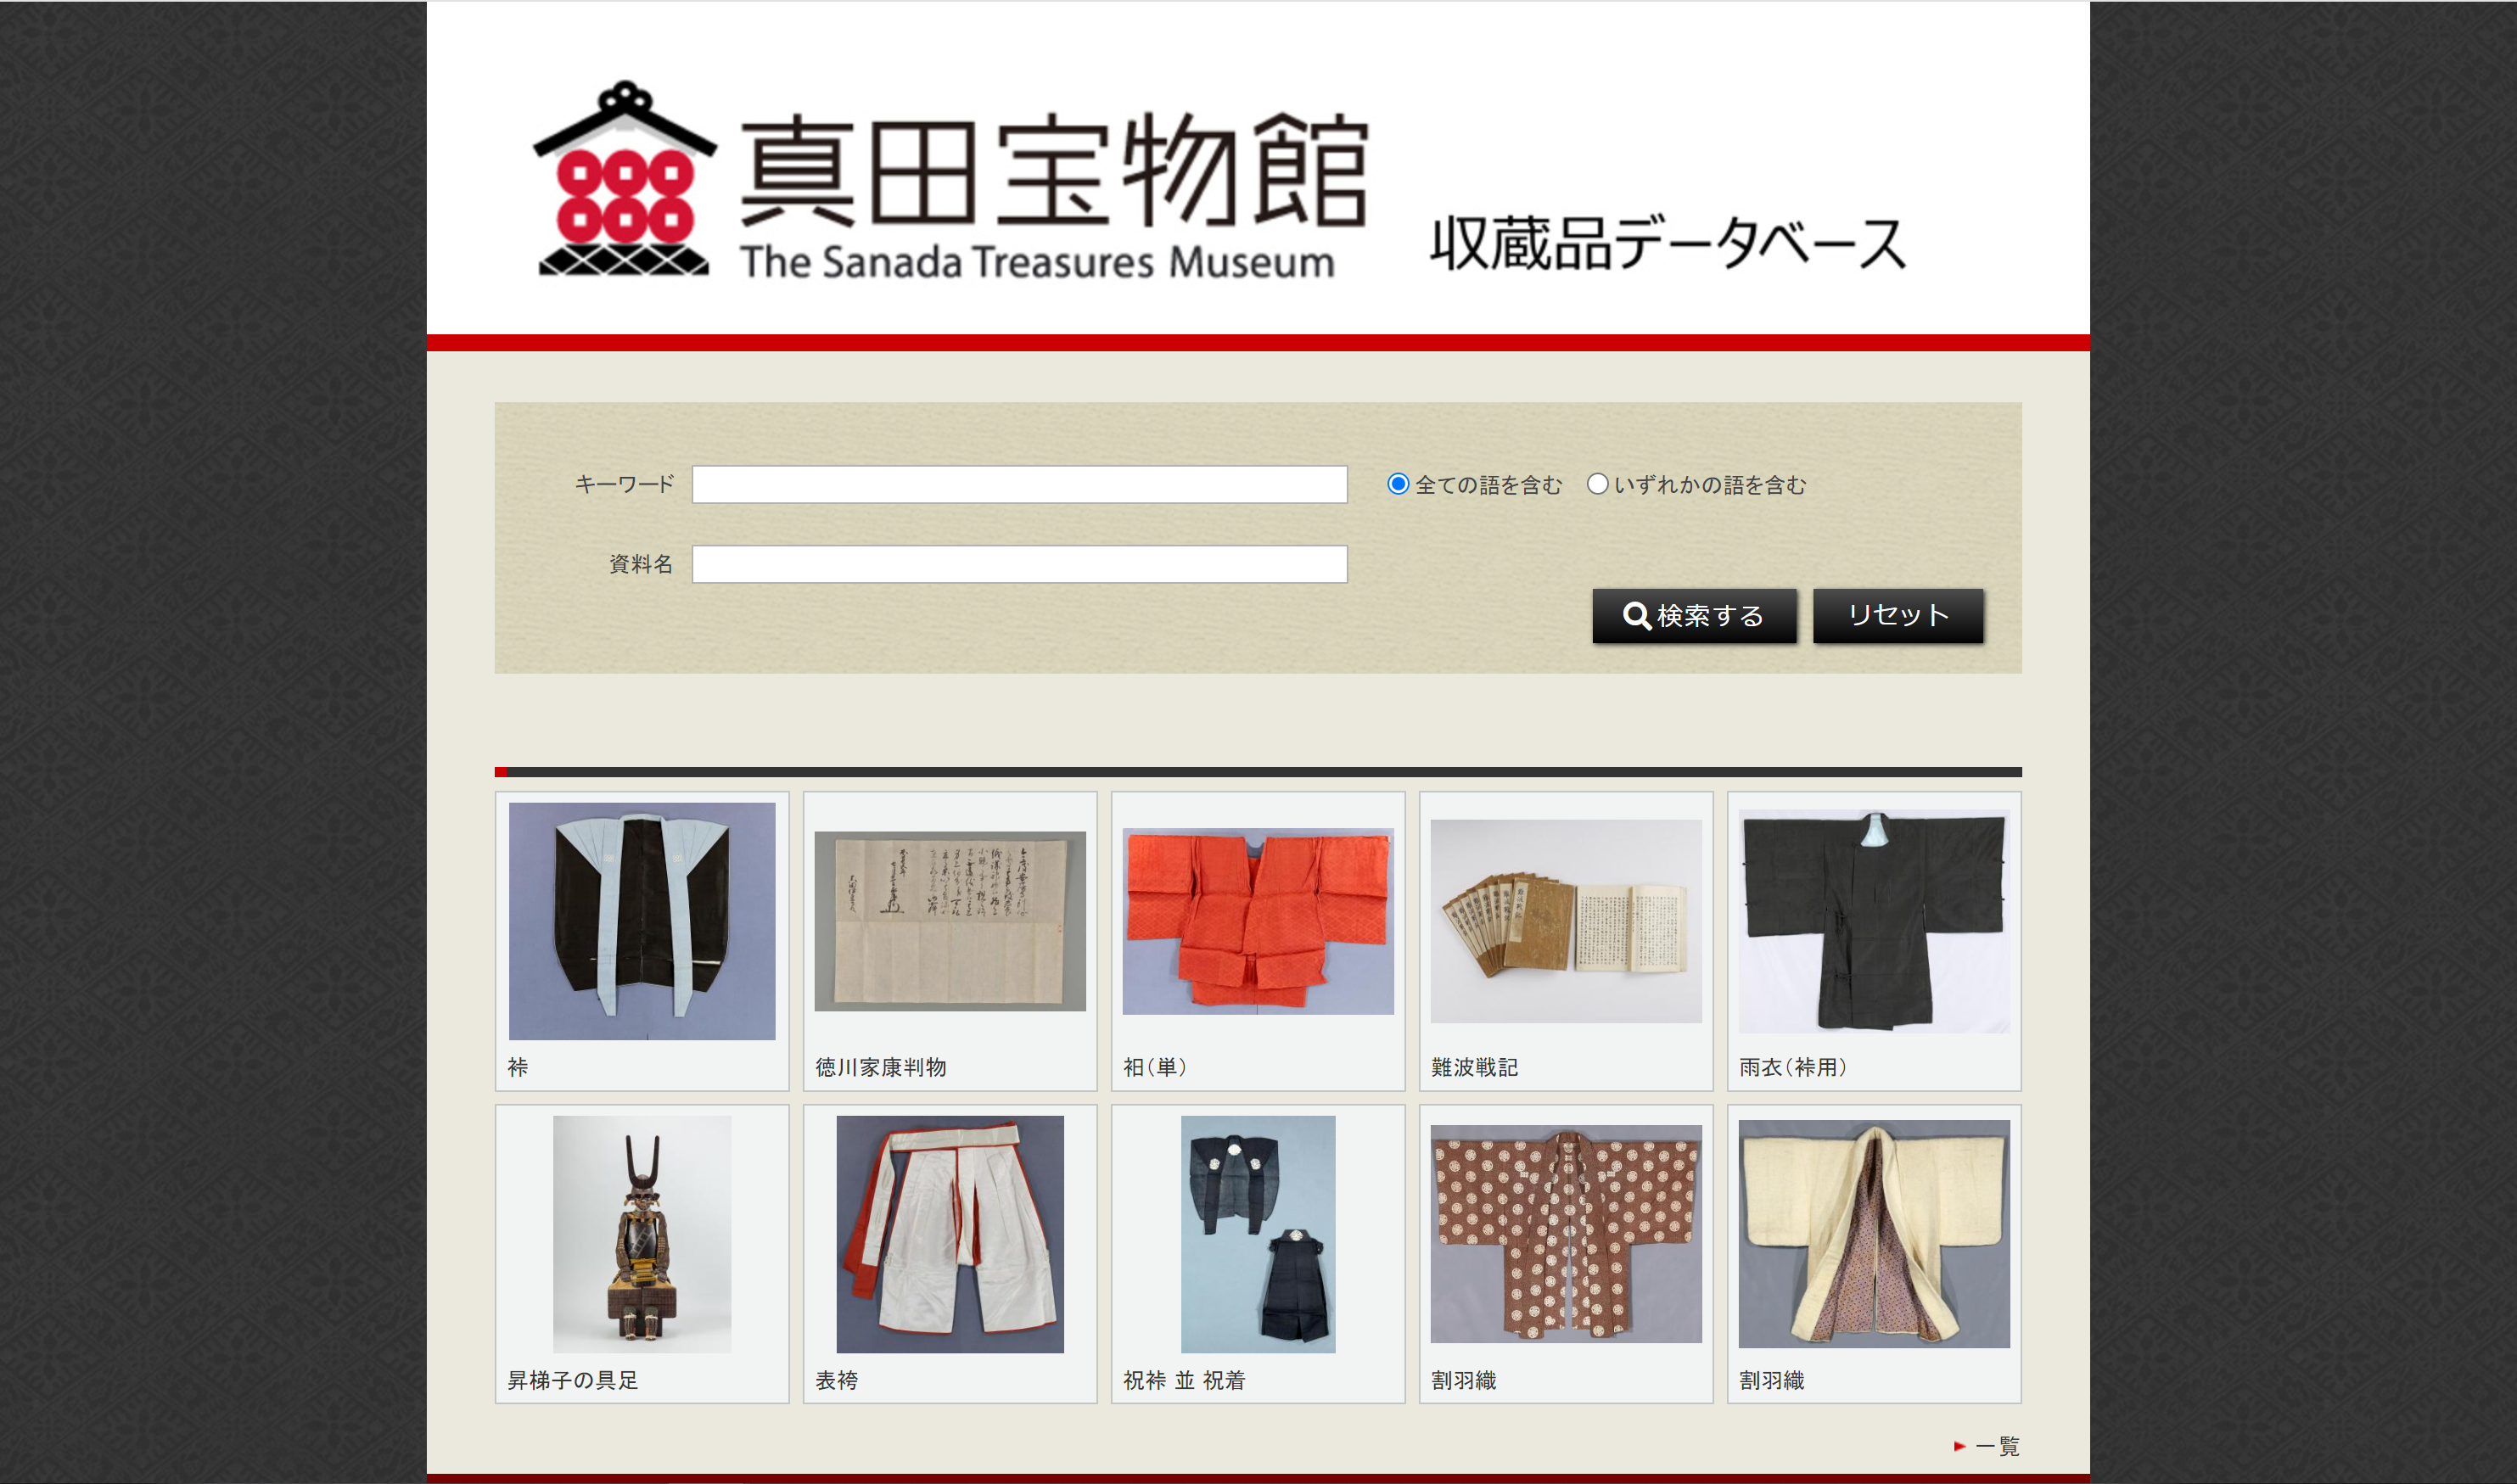 真田宝物館
The Sanada Treasures Museum
収蔵品データベース
キーワード
全ての語を含む いずれかの語を含む
資料名
検索する リセット
裃
徳川家康判物
衵(単)
難波戦記
雨衣(裃用)
昇梯子の具足
表袴
祝裃 並 祝着
割羽織
割羽織
一覧